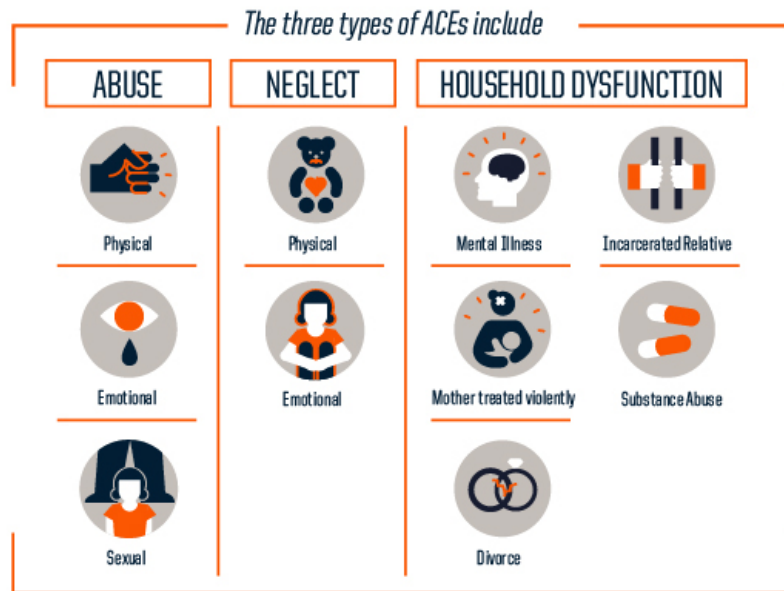 The three types of ACEs include
ABUSE
NEGLECT
HOUSEHOLD DYSFUNCTION
Physical
Physical
Mental Illness
Incarcerated Relative
Emotional
Emotional
Mother treated violently
Substance Abuse
Sexual
Divorce